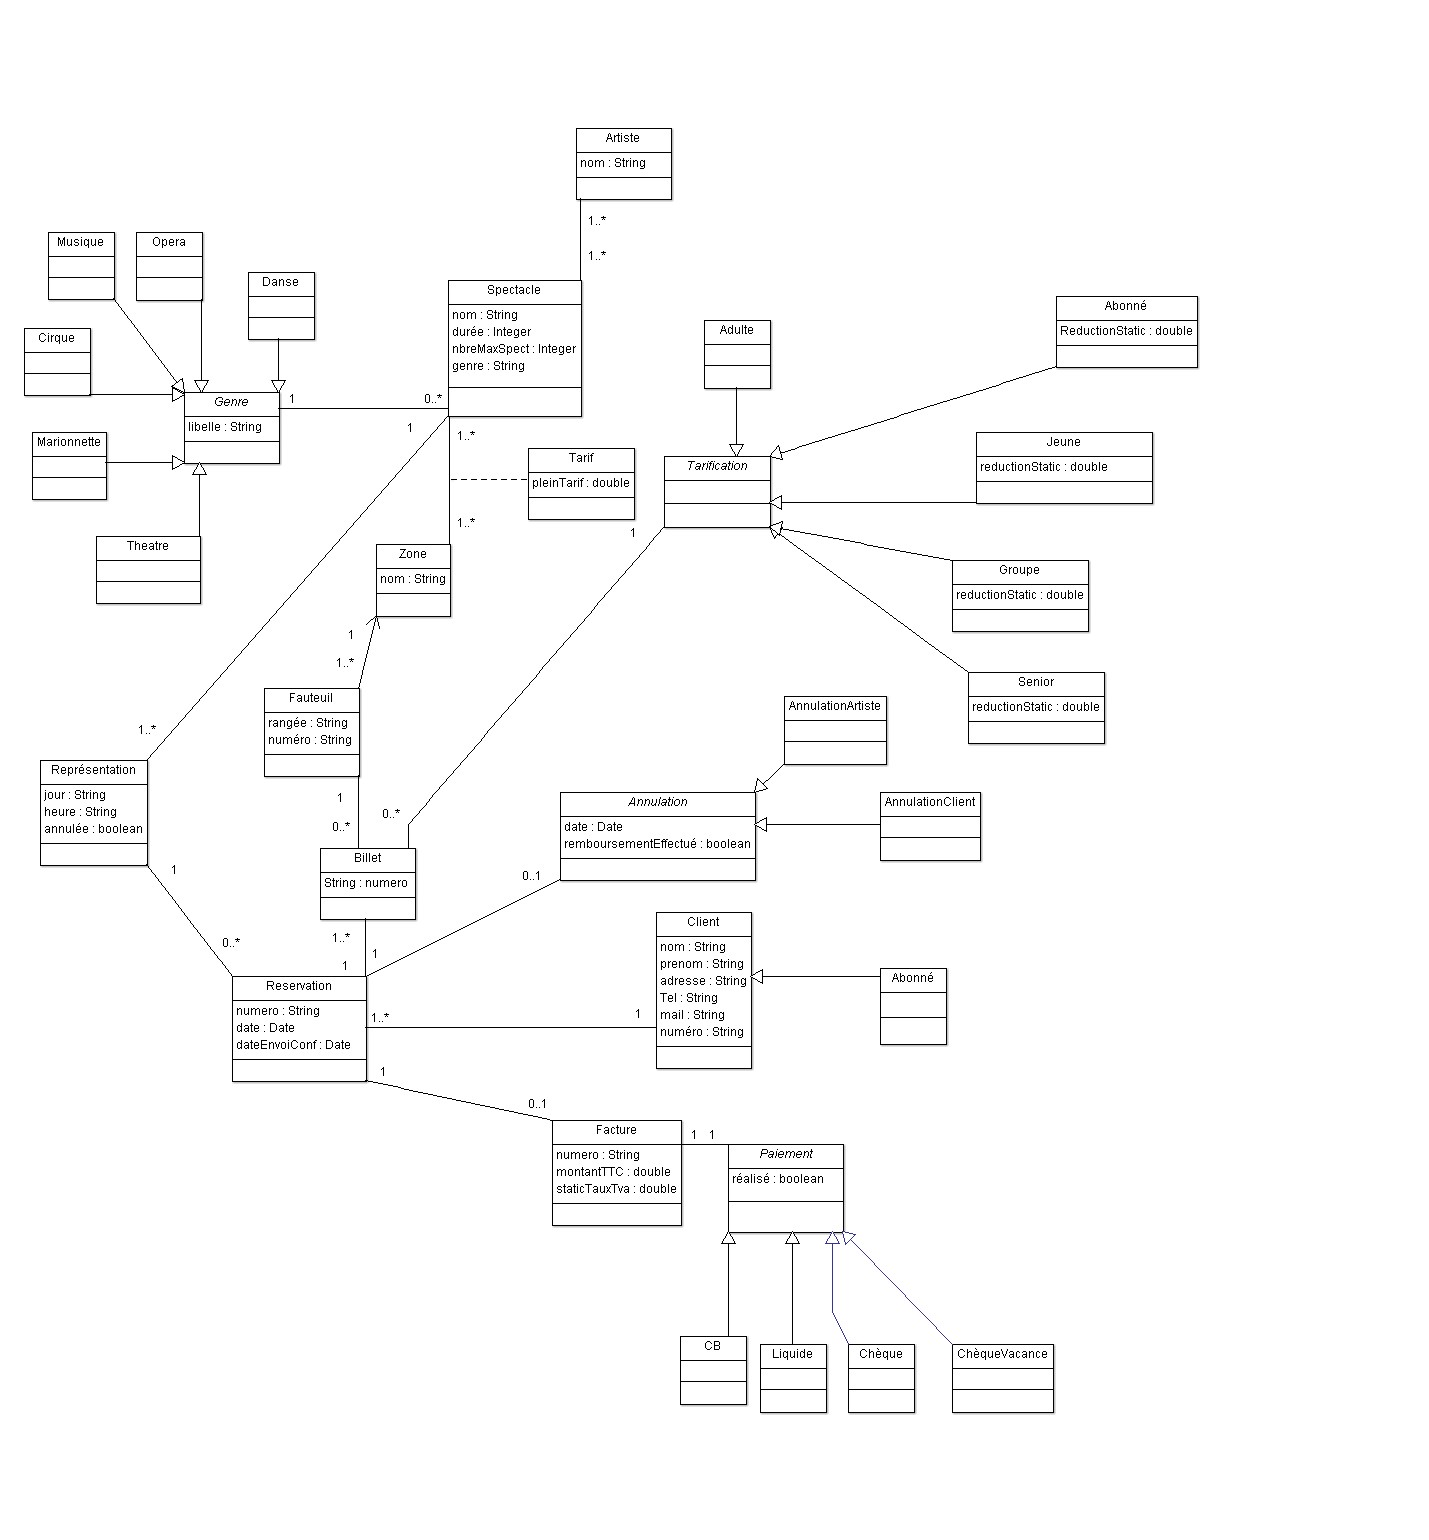 Artiste
nom : String
1..*
1..*
Musique
Opera
Danse
Cirque
Marionnette
Theatre
Genre
libelle : String
1
0..*
Spectacle
nom : String
durée : Integer
nbreMaxSpect : Integer
genre : String
1
1..*
Tarif
pleinTarif : double
1..*
Zone
nom : String
1
1..*
Fauteuil
rangée : String
numéro : String
1
0..*
Adulte
Abonné
ReductionStatic : double
Jeune
reductionStatic : double
Tarification
1
0..*
Groupe
reductionStatic : double
Senior
reductionStatic : double
1..*
Représentation
jour : String
heure : String
annulée : boolean
1
0..*
Billet
String : numero
1..*
1
1
AnnulationArtiste
Annulation
date : Date
remboursementEffectué : boolean
0..1
AnnulationClient
Reservation
numero : String
date : Date
dateEnvoiConf : Date
1..*
1
Client
nom : String
prenom : String
adresse : String
Tel : String
mail : String
numéro : String
Abonné
1
0..1
Facture
numero : String
montantTTC : double
staticTauxTva : double
1 1
Paiement
réalisé : boolean
CB
Liquide
Chèque
ChèqueVacance